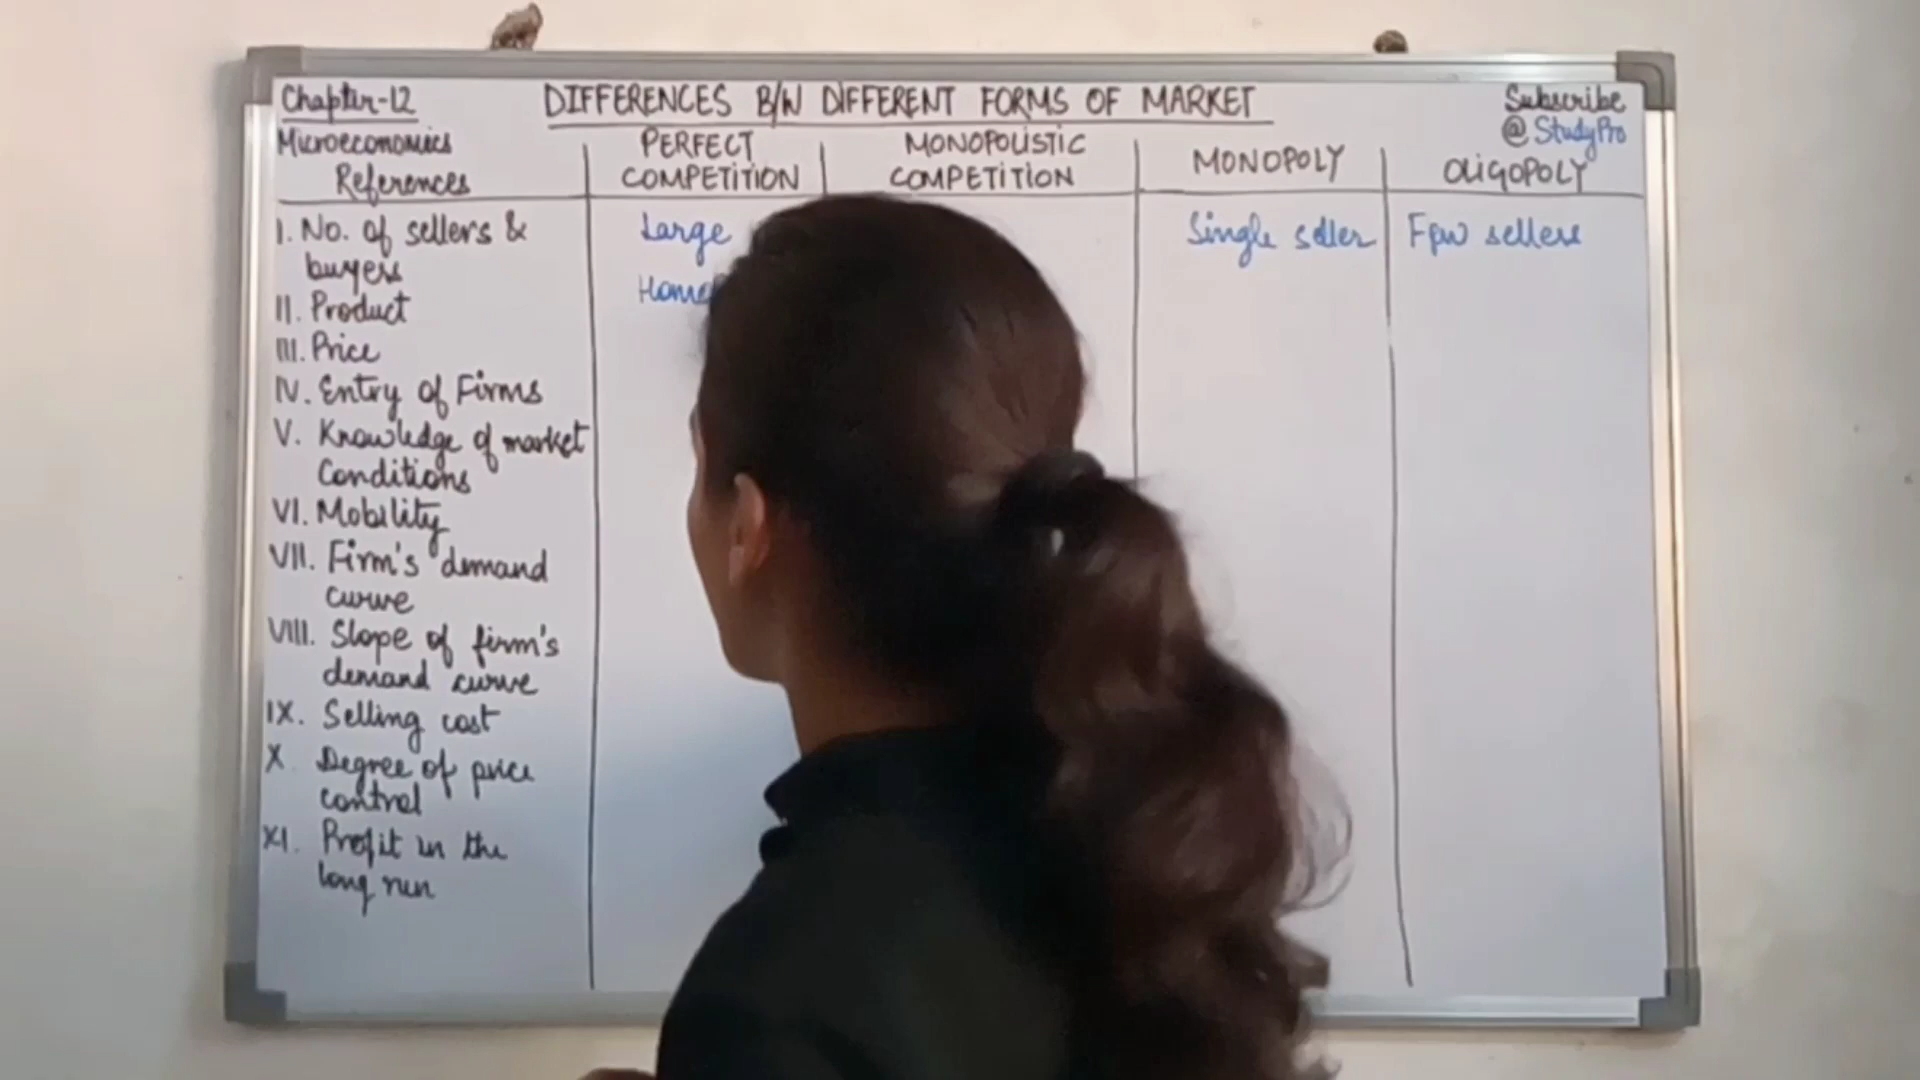 Chapter-12
DIFFERENCES B/W DIFFERENT FORMS OF MARKET
Subscribe
@StudyPro
Microeconomics
References
PERFECT
COMPETITION
MONOPOLISTIC
COMPETITION
MONOPOLY
OLIGOPOLY
I. No. of sellers &
buyers
Large
Single seller
Few sellers
II. Product
III. Price
IV. Entry of Firms
V. Knowledge of market
Conditions
VI. Mobility
VII. Firm's demand
curve
VIII. Slope of firm's
demand curve
IX. Selling cost
X. Degree of price
control
XI. Profit in the
long run